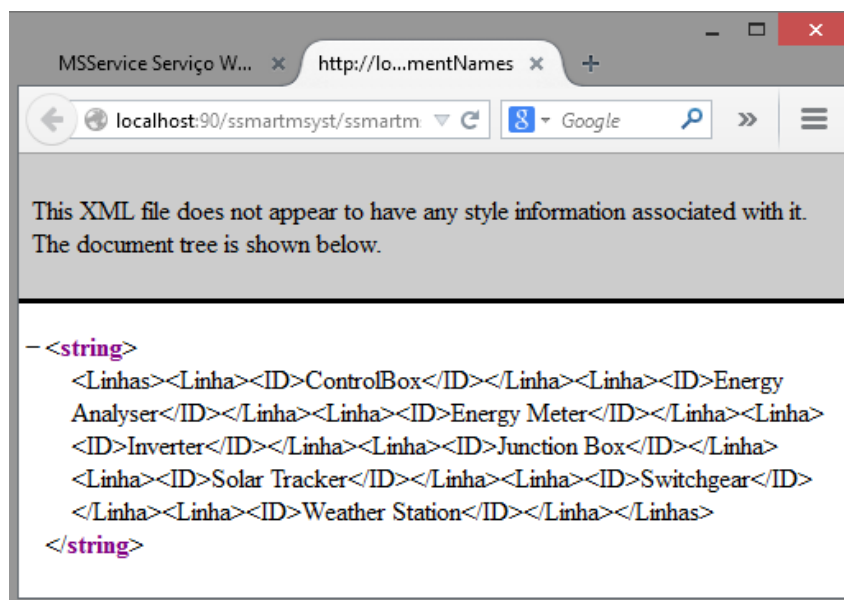 MSService Serviço W...
http://lo...mentNames
localhost:90/ssmartmsyst/ssmartm
8
Google
»
This XML file does not appear to have any style information associated with it.
The document tree is shown below.
−<string>
<Linhas><Linha><ID>ControlBox</ID></Linha><Linha><ID>Energy
Analyser</ID></Linha><Linha><ID>Energy Meter</ID></Linha><Linha>
<ID>Inverter</ID></Linha><Linha><ID>Junction Box</ID></Linha>
<Linha><ID>Solar Tracker</ID></Linha><Linha><ID>Switchgear</ID>
</Linha><Linha><ID>Weather Station</ID></Linha></Linhas>
</string>